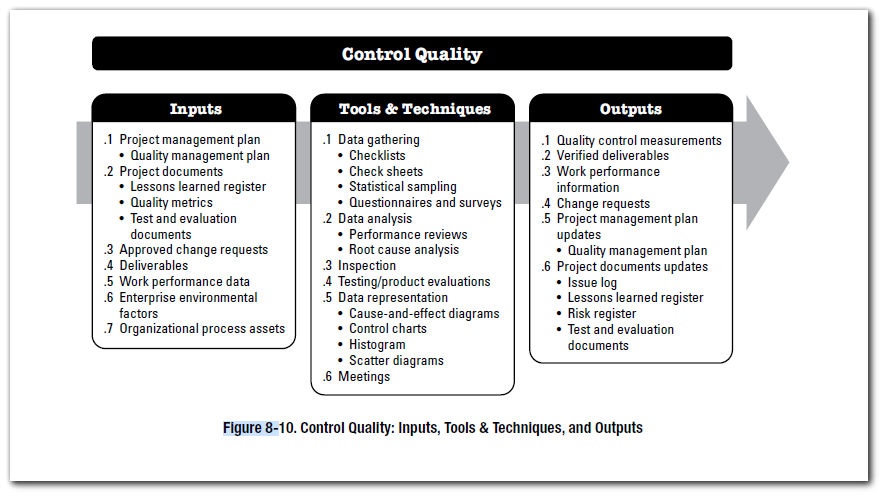 Control Quality
Inputs
.1 Project management plan
• Quality management plan
.2 Project documents
• Lessons learned register
• Quality metrics
• Test and evaluation
documents
.3 Approved change requests
.4 Deliverables
.5 Work performance data
.6 Enterprise environmental
factors
.7 Organizational process assets
Tools & Techniques
.1 Data gathering
• Checklists
• Check sheets
• Statistical sampling
• Questionnaires and surveys
.2 Data analysis
• Performance reviews
• Root cause analysis
.3 Inspection
.4 Testing/product evaluations
.5 Data representation
• Cause-and-effect diagrams
• Control charts
• Histogram
• Scatter diagrams
.6 Meetings
Outputs
.1 Quality control measurements
.2 Verified deliverables
.3 Work performance
information
.4 Change requests
.5 Project management plan
updates
• Quality management plan
.6 Project documents updates
• Issue log
• Lessons learned register
• Risk register
• Test and evaluation
documents
Figure 8-10. Control Quality: Inputs, Tools & Techniques, and Outputs